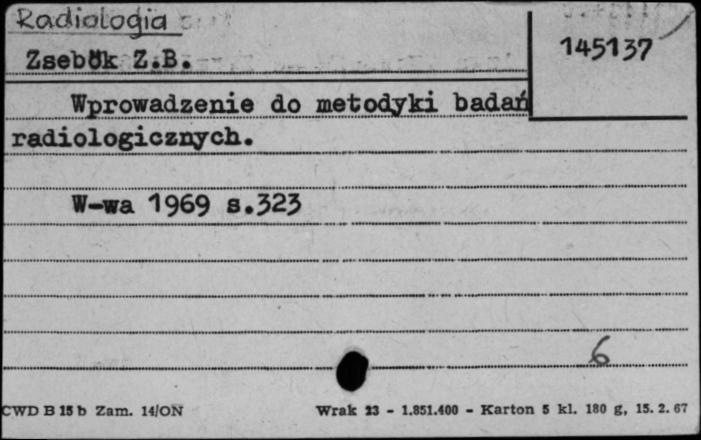 Radiologia
145137
Zsebök Z.B.
Wprowadzenie do metodyki badań
radiologicznych.
W-wa 1969 s.323
6
CWD B 15 b Zam. 14/ON
Wrak 23 - 1.851.400 - Karton 5 kl. 180 g, 15. 2. 67